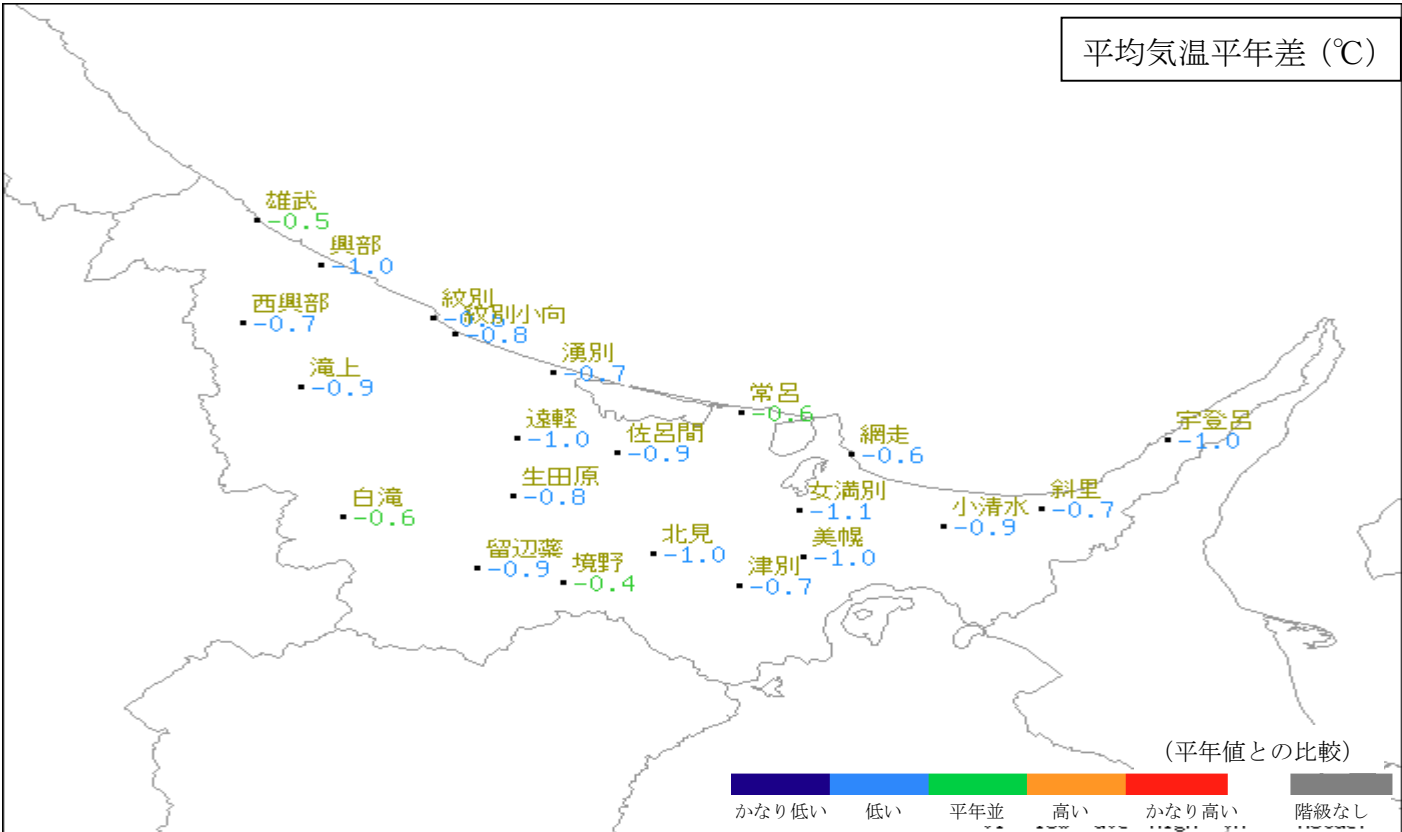 平均気温平年差（℃）
雄武
-0.5
興部
-1.0
西興部
-0.7
紋別
紋別小向
-0.8
湧別
-0.7
滝上
-0.9
常呂
-0.6
遠軽
-1.0
佐呂間
-0.9
網走
-0.6
宇登呂
-1.0
生田原
-0.8
白滝
-0.6
女満別
-1.1
小清水
-0.9
斜里
-0.7
北見
-1.0
美幌
-1.0
留辺蘂
-0.9
境野
-0.4
津別
-0.7
（平年値との比較）
かなり低い 低い 平年並 高い かなり高い 階級なし